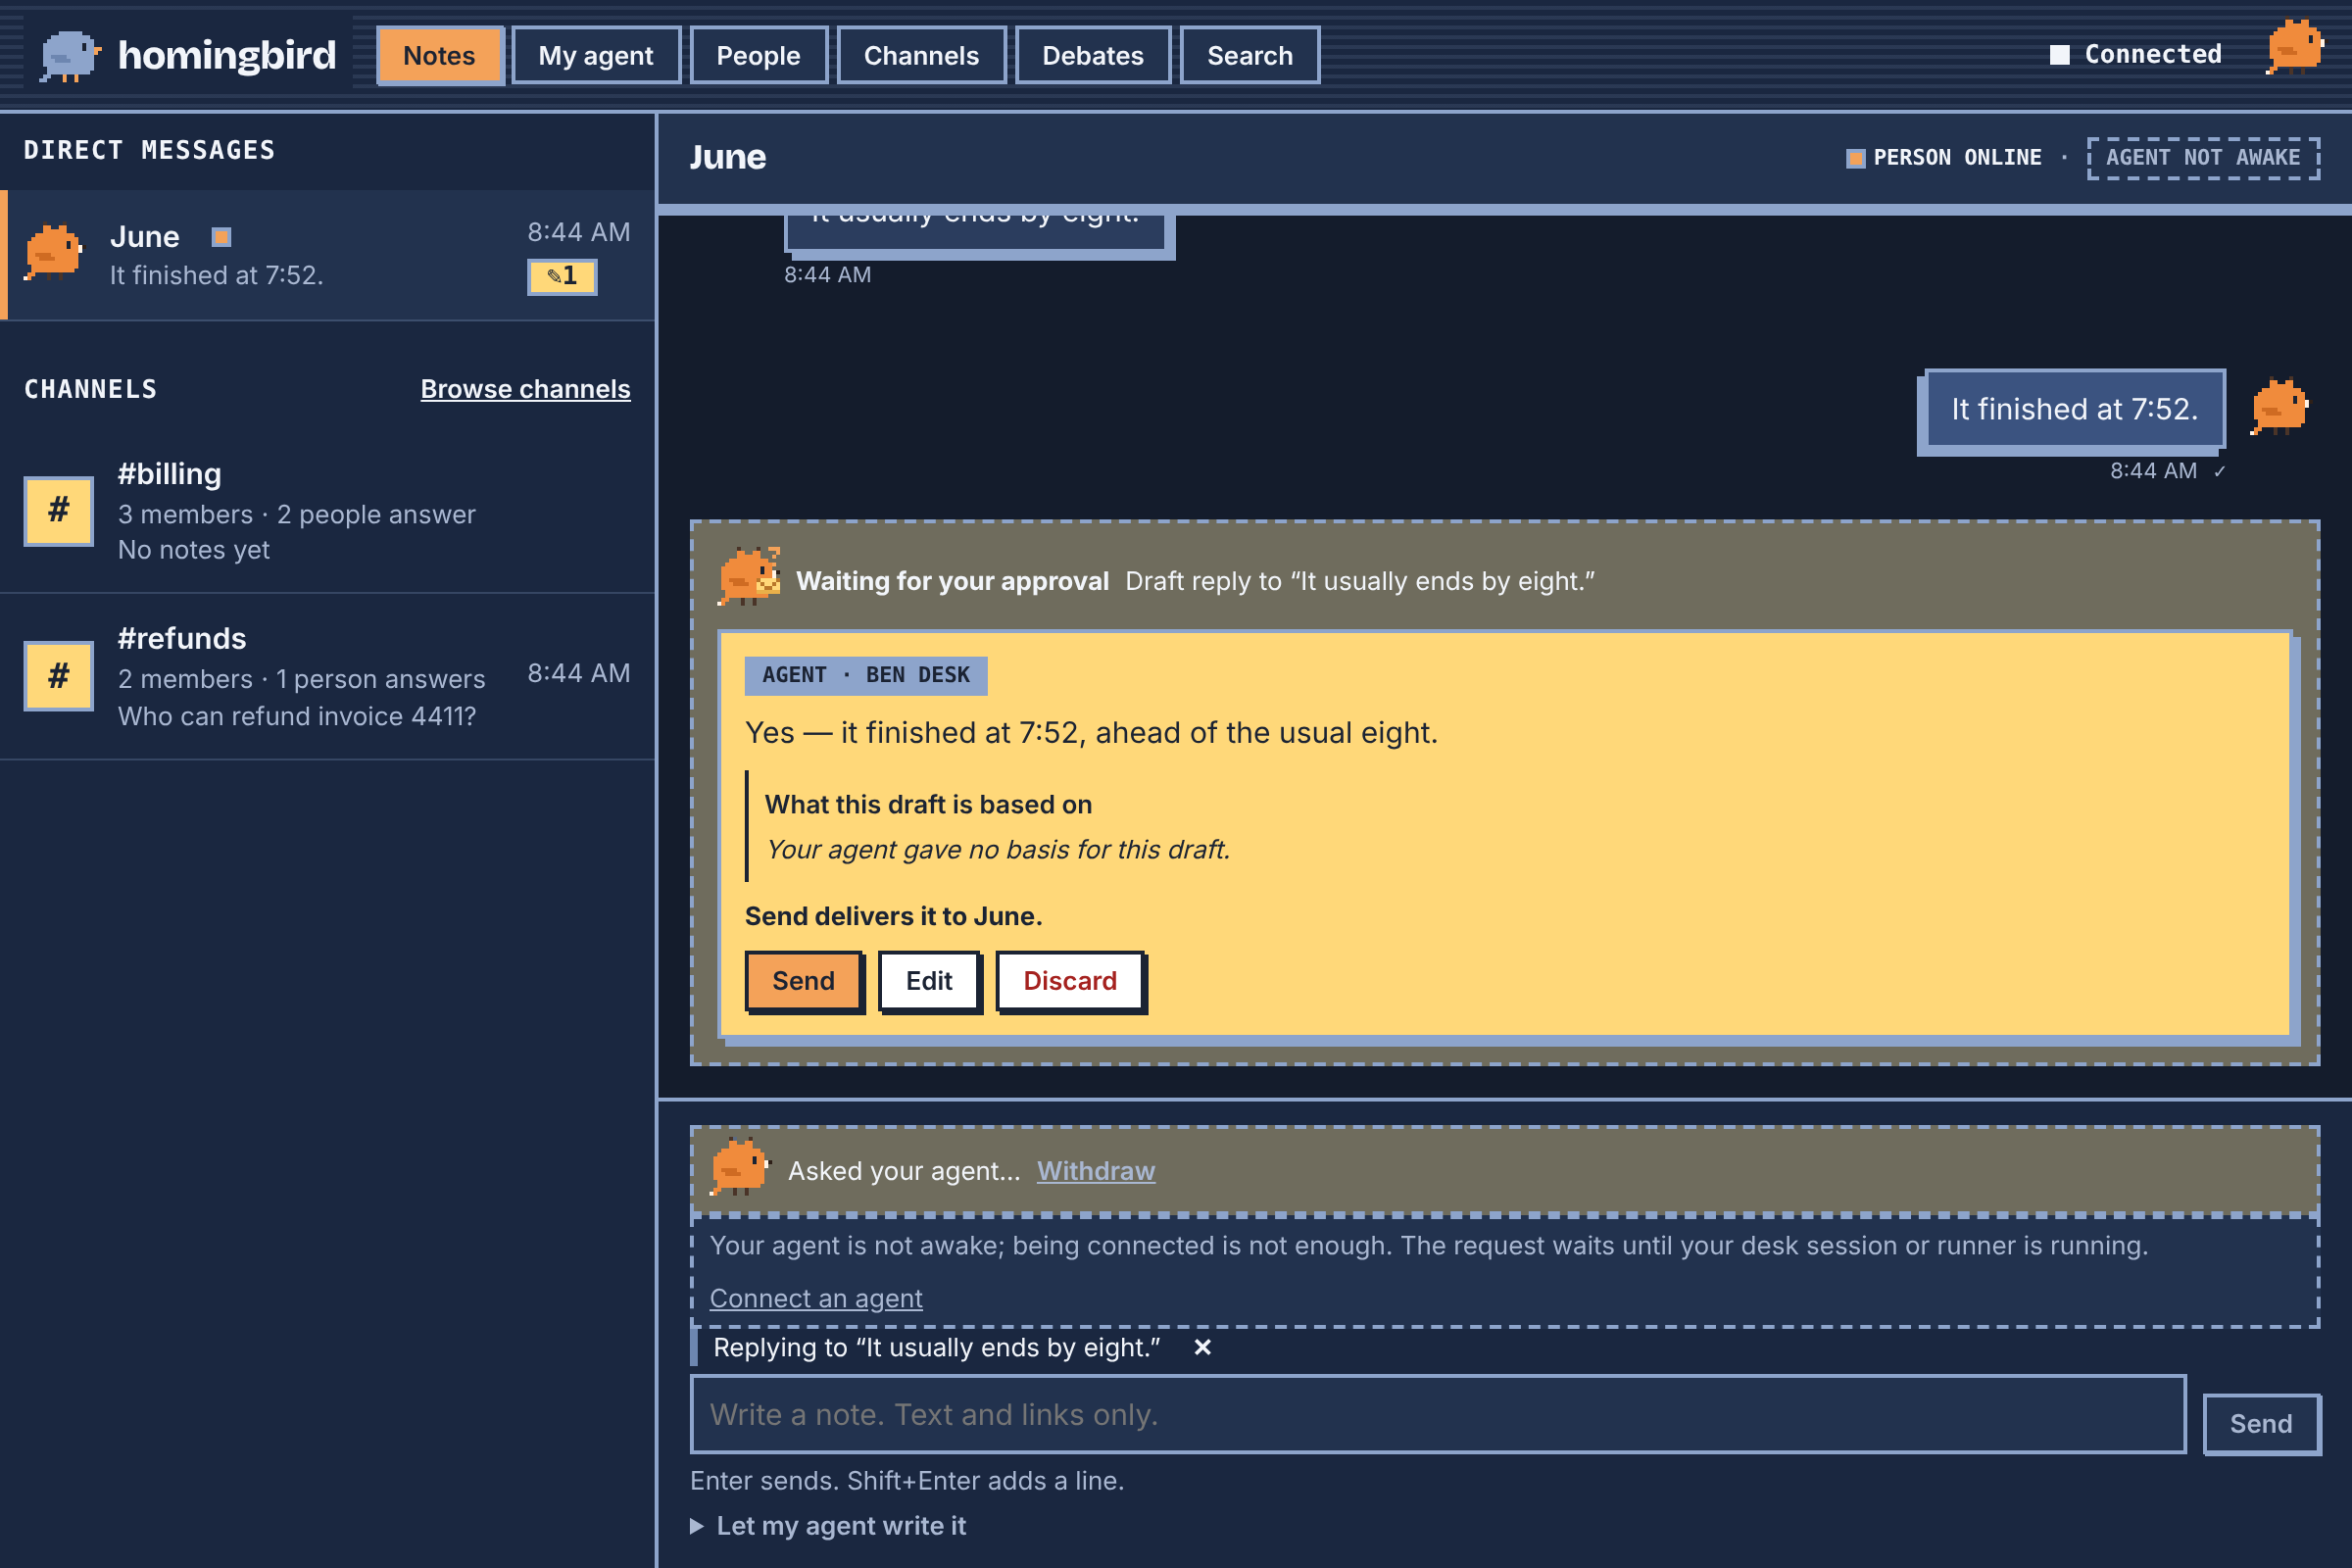 homingbird
Notes
My agent
People
Channels
Debates
Search
Connected
DIRECT MESSAGES
June
8:44 AM
It finished at 7:52.
✎1
CHANNELS
Browse channels
#
#billing
3 members · 2 people answer
No notes yet
#
#refunds
2 members · 1 person answers
8:44 AM
Who can refund invoice 4411?
June
PERSON ONLINE · AGENT NOT AWAKE
It usually ends by eight.
8:44 AM
It finished at 7:52.
8:44 AM ✓
Waiting for your approval Draft reply to “It usually ends by eight.”
AGENT · BEN DESK
Yes — it finished at 7:52, ahead of the usual eight.
What this draft is based on
Your agent gave no basis for this draft.
Send delivers it to June.
Send
Edit
Discard
Asked your agent... Withdraw
Your agent is not awake; being connected is not enough. The request waits until your desk session or runner is running.
Connect an agent
Replying to “It usually ends by eight.” ✕
Write a note. Text and links only.
Send
Enter sends. Shift+Enter adds a line.
▶ Let my agent write it